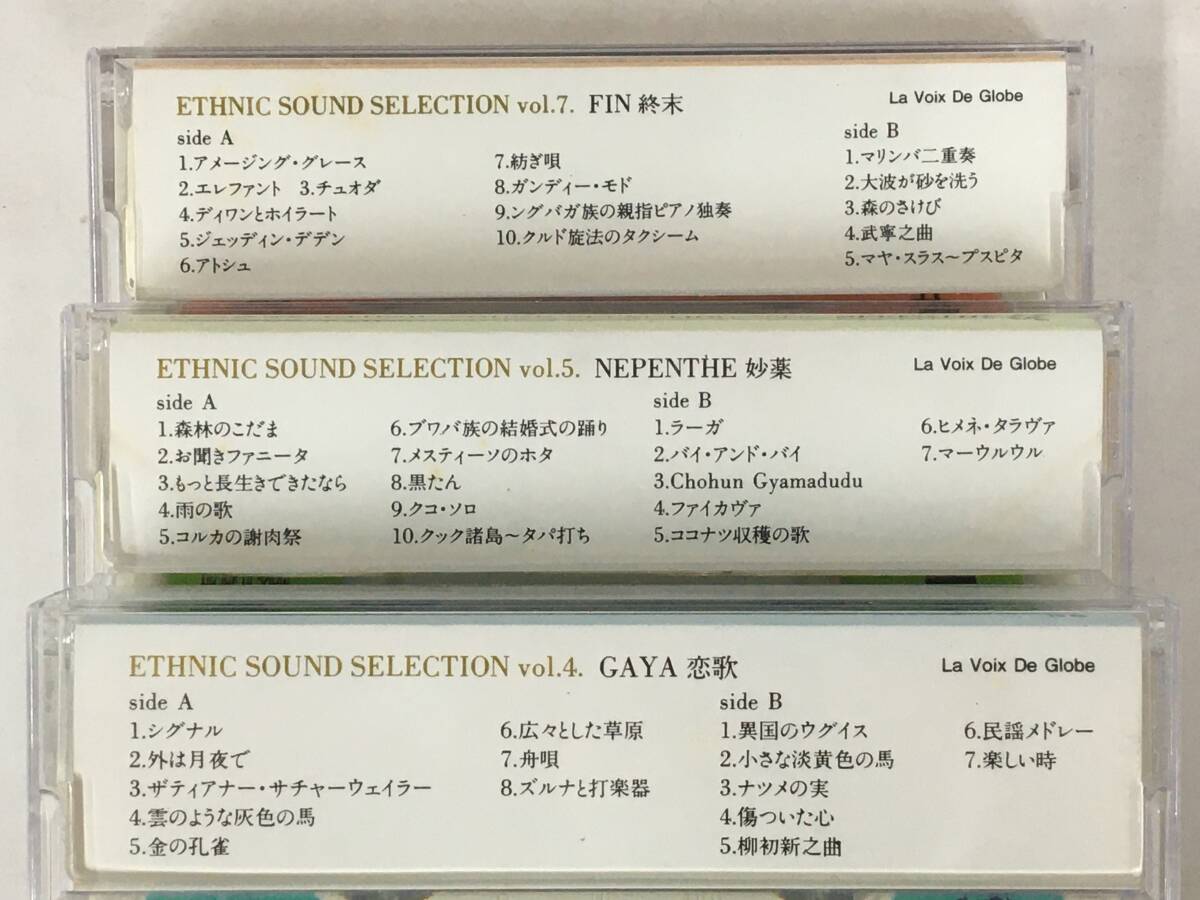 ETHNIC SOUND SELECTION vol.7. FIN 終末
La Voix De Globe
side A
1.アメージング・グレース
2.エレファント 3.チュオダ
4.ディワンとホイラート
5.ジェッディン・デデン
6.アトシュ
7.紡ぎ唄
8.ガンディー・モド
9.ングバガ族の親指ピアノ独奏
10.クルド旋法のタクシーム
side B
1.マリンバ二重奏
2.大波が砂を洗う
3.森のさけび
4.武寧之曲
5.マヤ・スラス〜プスピタ
ETHNIC SOUND SELECTION vol.5. NEPENTHE 妙薬
La Voix De Globe
side A
1.森林のこだま
2.お聞きファニータ
3.もっと長生きできたなら
4.雨の歌
5.コルカの謝肉祭
6.ブワバ族の結婚式の踊り
7.メスティーソのホタ
8.黒たん
9.クコ・ソロ
10.クック諸島〜タパ打ち
side B
1.ラーガ
2.バイ・アンド・バイ
3.Chohun Gyamadudu
4.ファイカヴァ
5.ココナツ収穫の歌
6.ヒメネ・タラヴァ
7.マーウルウル
ETHNIC SOUND SELECTION vol.4. GAYA 恋歌
La Voix De Globe
side A
1.シグナル
2.外は月夜で
3.ザティアナー・サチャーウェイラー
4.雲のような灰色の馬
5.金の孔雀
6.広々とした草原
7.舟唄
8.ズルナと打楽器
side B
1.異国のウグイス
2.小さな淡黄色の馬
3.ナツメの実
4.傷ついた心
5.柳初新之曲
6.民謡メドレー
7.楽しい時